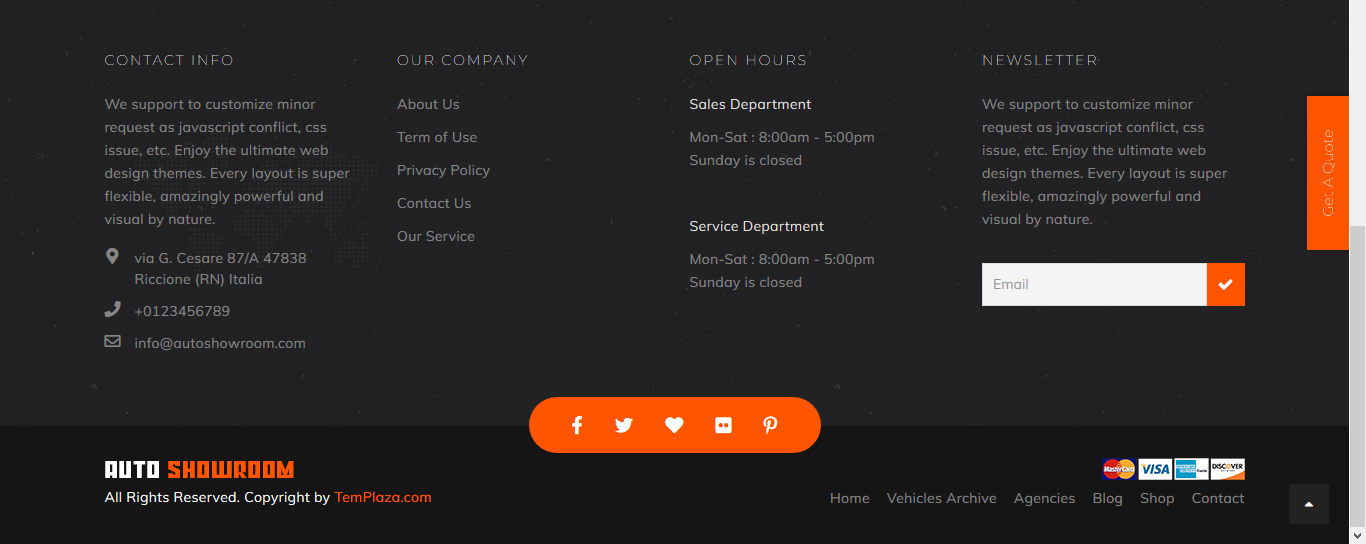 CONTACT INFO
We support to customize minor
request as javascript conflict, css
issue, etc. Enjoy the ultimate web
design themes. Every layout is super
flexible, amazingly powerful and
visual by nature.
via G. Cesare 87/A 47838
Riccione (RN) Italia
+0123456789
info@autoshowroom.com
OUR COMPANY
About Us
Term of Use
Privacy Policy
Contact Us
Our Service
OPEN HOURS
Sales Department
Mon-Sat : 8:00am - 5:00pm
Sunday is closed
Service Department
Mon-Sat : 8:00am - 5:00pm
Sunday is closed
NEWSLETTER
We support to customize minor
request as javascript conflict, css
issue, etc. Enjoy the ultimate web
design themes. Every layout is super
flexible, amazingly powerful and
visual by nature.
Email
Get A Quote
AUTO SHOWROOM
All Rights Reserved. Copyright by TemPlaza.com
MasterCard VISA DISCOVER
Home Vehicles Archive Agencies Blog Shop Contact